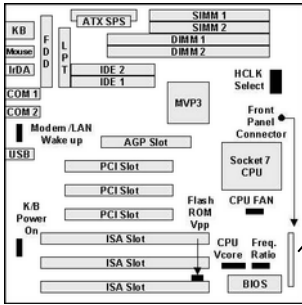 KB
Mouse
IrDA
COM 1
COM 2
USB
FDD
LPT
ATX SPS
SIMM 1
SIMM 2
DIMM 1
DIMM 2
IDE 2
IDE 1
MVP3
HCLK
Select
Front
Panel
Connector
Modem /LAN
Wake up
AGP Slot
PCI Slot
PCI Slot
PCI Slot
Socket 7
CPU
CPU FAN
Flash
ROM
Vpp
K/B
Power
On
ISA Slot
ISA Slot
ISA Slot
CPU
Vcore
Freq.
Ratio
BIOS